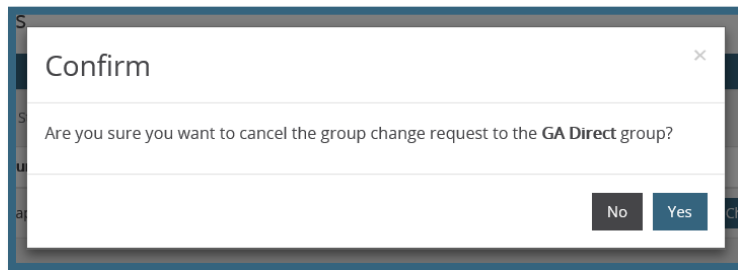 s
Confirm
×
Are you sure you want to cancel the group change request to the GA Direct group?
No Yes